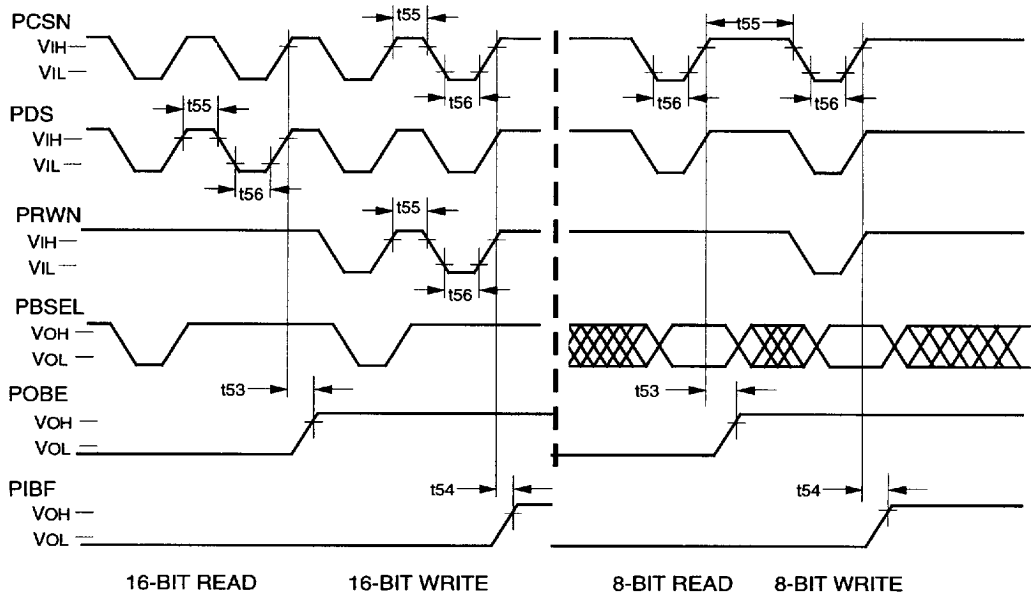 PCSN
VIH
VIL
t55
t56
t55
t56
t56
PDS
VIH
VIL
t55
t56
PRWN
VIH
VIL
t55
t56
PBSEL
VOH
VOL
POBE
VOH
VOL
t53
t53
PIBF
VOH
VOL
t54
t54
16-BIT READ
16-BIT WRITE
8-BIT READ
8-BIT WRITE